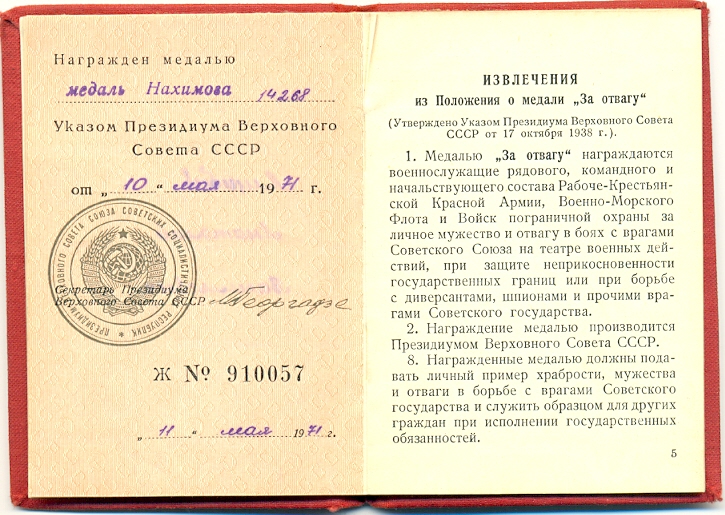 Награжден медалью
медаль Нахимова 14268
Указом Президиума Верховного
Совета СССР
от „10" мая 1971 г.
Секретарь Президиума
Верховного Совета СССР МГеоргадзе
Ж № 910057
„11" мая 1971 г.
ИЗВЛЕЧЕНИЯ
из Положения о медали „За отвагу"
(Утверждено Указом Президиума Верховного Совета
СССР от 17 октября 1938 г.).
1. Медалью „За отвагу" награждаются
военнослужащие рядового, командного и
начальствующего состава Рабоче-Крестьян-
ской Красной Армии, Военно-Морского
Флота и Войск пограничной охраны за
личное мужество и отвагу в боях с врагами
Советского Союза на театре военных дей-
ствий, при защите неприкосновенности
государственных границ или при борьбе
с диверсантами, шпионами и прочими вра-
гами Советского государства.
2. Награждение медалью производится
Президиумом Верховного Совета СССР.
8. Награжденные медалью должны пода-
вать личный пример храбрости, мужества
и отваги в борьбе с врагами Советского
государства и служить образцом для других
граждан при исполнении государственных
обязанностей.
5